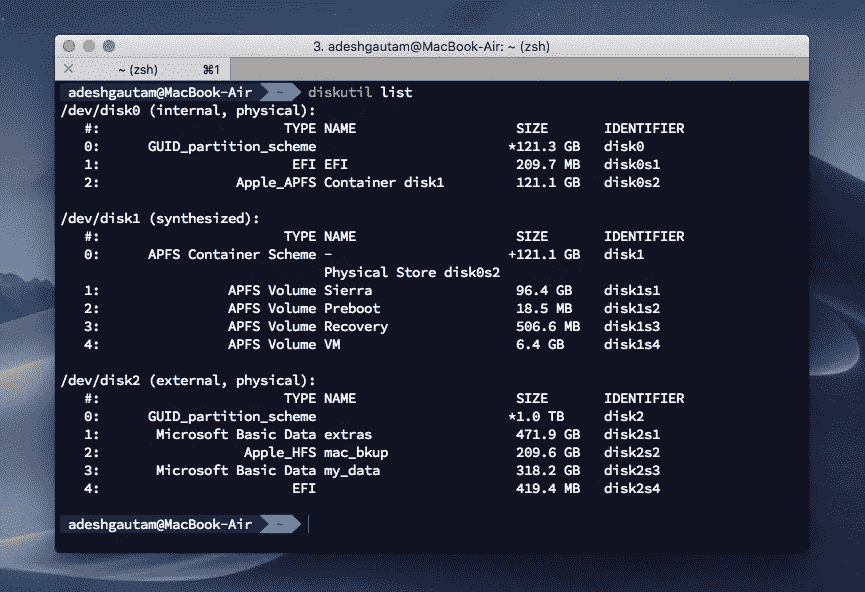 3. adeshgautam@MacBook-Air: ~ (zsh)
~ (zsh) ⌘1
adeshgautam@MacBook-Air ~ diskutil list
/dev/disk0 (internal, physical):
#: TYPE NAME SIZE IDENTIFIER
0: GUID_partition_scheme *121.3 GB disk0
1: EFI EFI 209.7 MB disk0s1
2: Apple_APFS Container disk1 121.1 GB disk0s2
/dev/disk1 (synthesized):
#: TYPE NAME SIZE IDENTIFIER
0: APFS Container Scheme - +121.1 GB disk1
Physical Store disk0s2
1: APFS Volume Sierra 96.4 GB disk1s1
2: APFS Volume Preboot 18.5 MB disk1s2
3: APFS Volume Recovery 506.6 MB disk1s3
4: APFS Volume VM 6.4 GB disk1s4
/dev/disk2 (external, physical):
#: TYPE NAME SIZE IDENTIFIER
0: GUID_partition_scheme *1.0 TB disk2
1: Microsoft Basic Data extras 471.9 GB disk2s1
2: Apple_HFS mac_bkup 209.6 GB disk2s2
3: Microsoft Basic Data my_data 318.2 GB disk2s3
4: EFI 419.4 MB disk2s4
adeshgautam@MacBook-Air ~